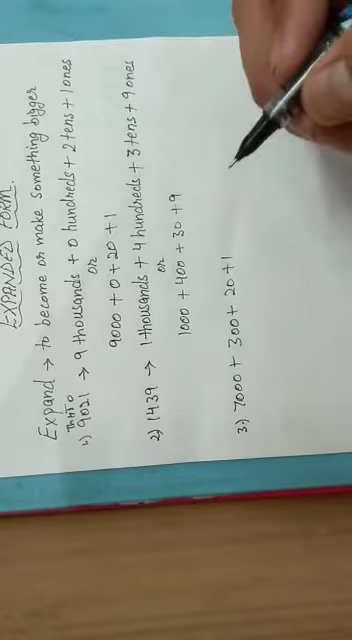 EXPANDED FORM.
Expand → to become or make something bigger
Th H T O
1) 9021 → 9 thousands + 0 hundreds + 2 tens + 1 ones
or
9000 + 0 + 20 + 1
2) 1439 → 1 thousands + 4 hundreds + 3 tens + 9 ones
or
1000 + 400 + 30 + 9
3) 7000 + 300 + 20 + 1